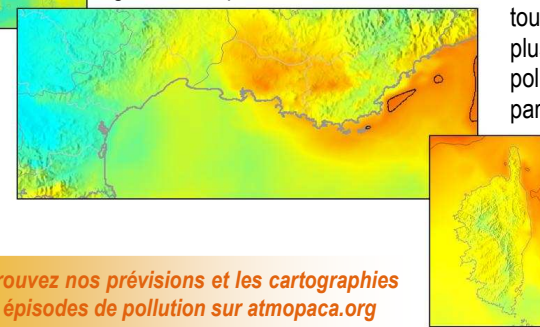 tou
plu
pol
par
rouvez nos prévisions et les cartographies
épisodes de pollution sur atmopaca.org